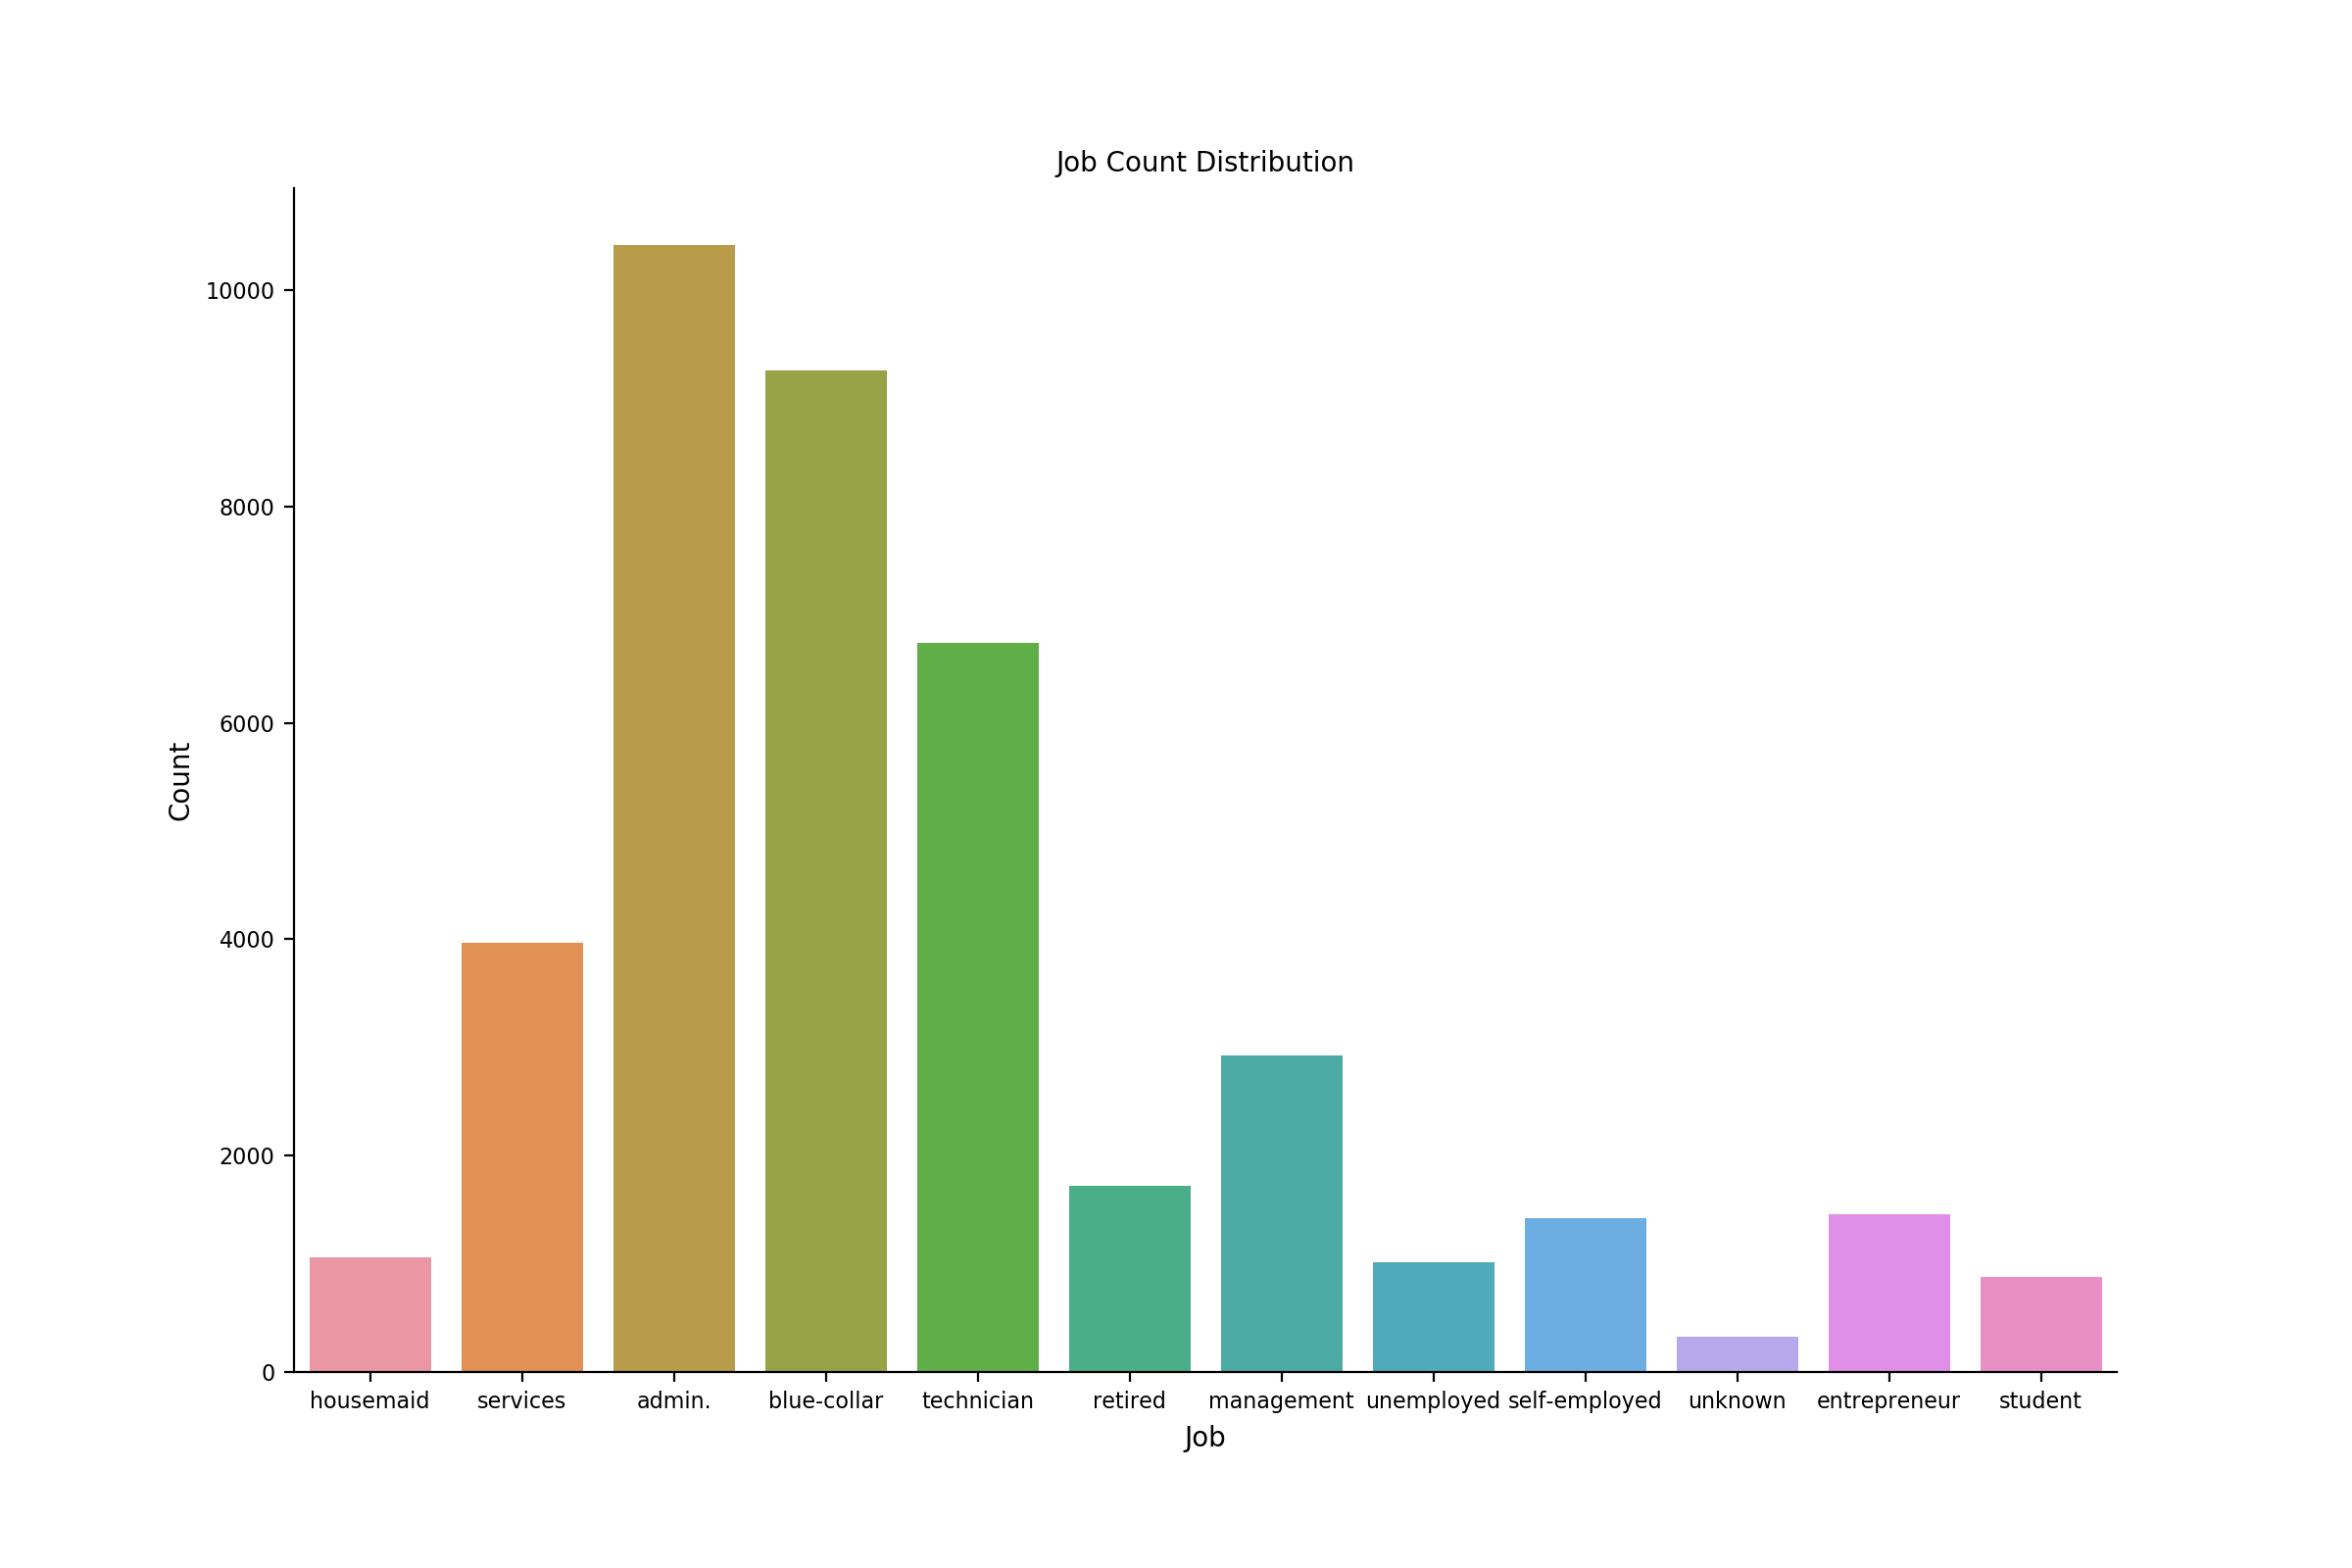 Job Count Distribution
10000
8000
6000
4000
2000
0
Count
housemaid services admin. blue-collar technician retired management unemployed self-employed unknown entrepreneur student
Job